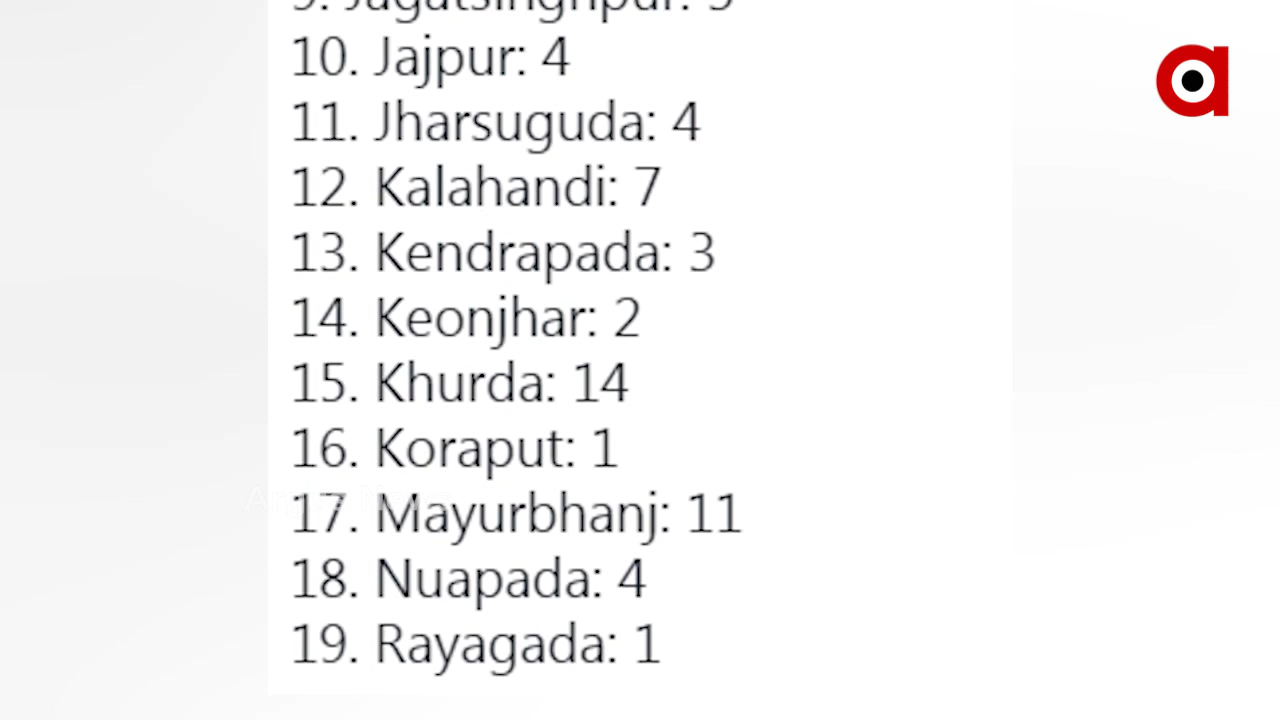 10. Jajpur: 4
11. Jharsuguda: 4
12. Kalahandi: 7
13. Kendrapada: 3
14. Keonjhar: 2
15. Khurda: 14
16. Koraput: 1
17. Mayurbhanj: 11
18. Nuapada: 4
19. Rayagada: 1